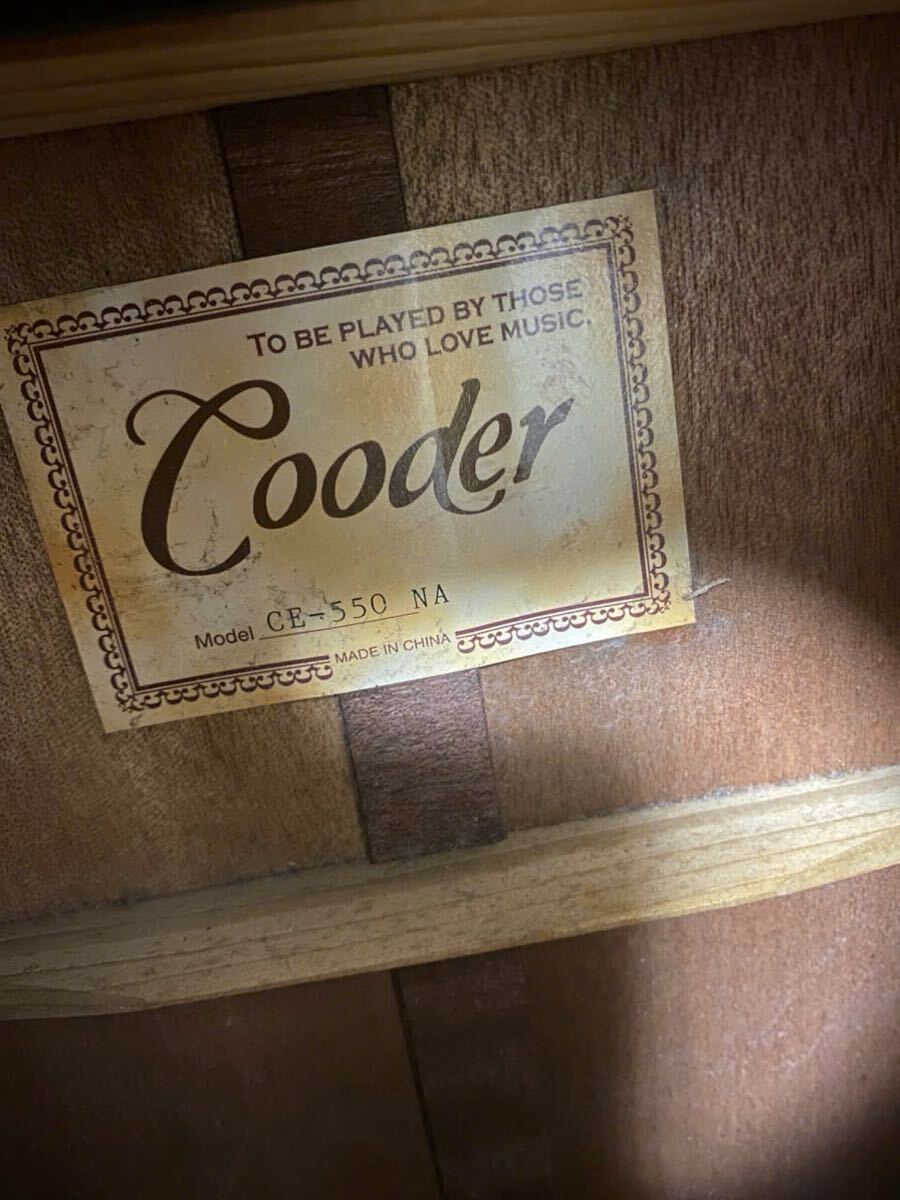 TO BE PLAYED BY THOSE
WHO LOVE MUSIC.
Cooder
Model CE-550 NA
MADE IN CHINA